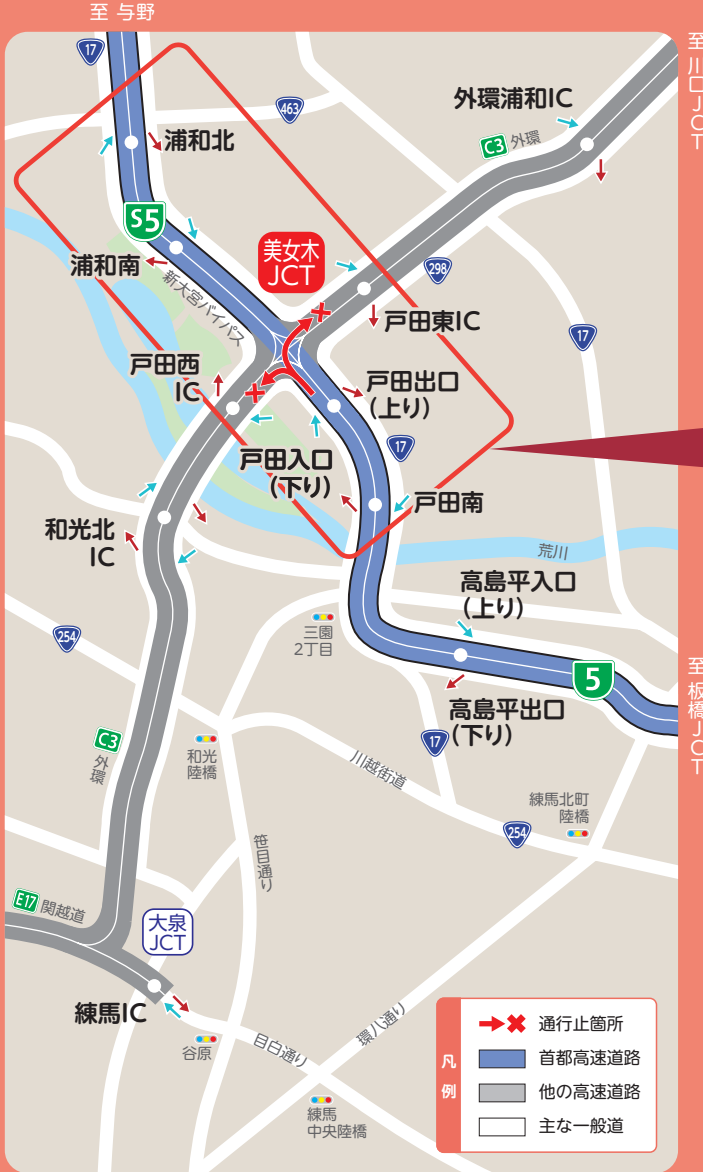 至 与野
至 川口JCT
17
463
外環浦和IC
C3 外環
浦和北
S5
美女木
JCT
浦和南
新大宮バイパス
298
戸田東IC
17
戸田西
IC
戸田出口
(上り)
戸田入口
(下り)
17
戸田南
和光北
IC
荒川
高島平入口
(上り)
三園
2丁目
254
5
至 板橋JCT
高島平出口
(下り)
17
C3
外環
和光
陸橋
川越街道
練馬北町
陸橋
254
笹目通り
E17 関越道
大泉
JCT
練馬IC
谷原
目白通り
環八通り
練馬
中央陸橋
凡例
通行止箇所
首都高速道路
他の高速道路
主な一般道